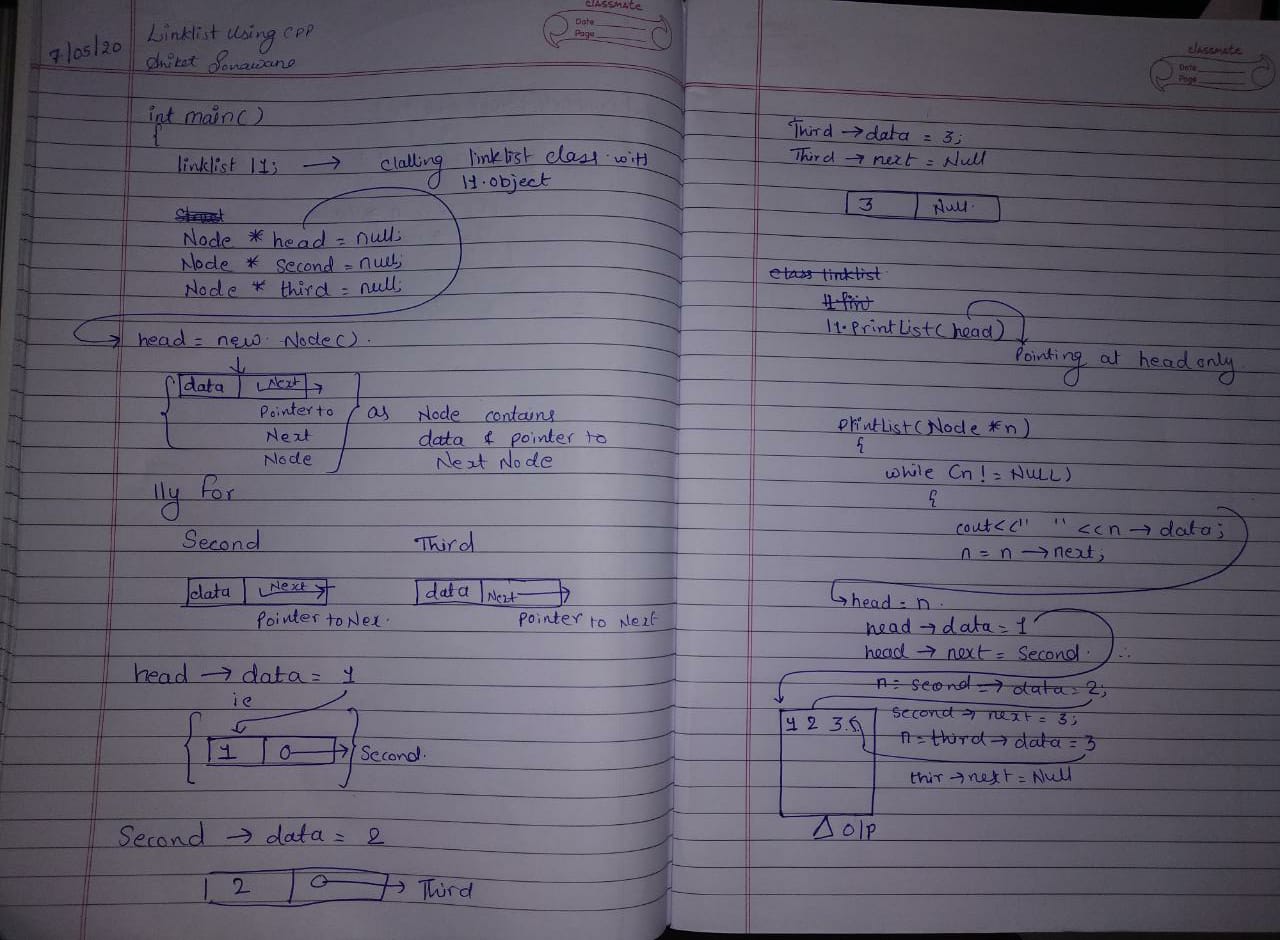 classmate
Date
Page
7/05/20
Linklist Using CPP
Aniket Sonawane
int main()
{
linklist l1; → clalling linklist class with
l1.object
Node * head = null;
Node * second = null;
Node * third = null;
head = new Node().
data Next
Pointer to
Next
Node
as Node contains
data & pointer to
Next Node
lly for
Second Third
data Next data Next
Pointer to Nex. pointer to Next
head → data = 1
ie
1 0 → Second.
Second → data = 2
2 0 → Third
classmate
Date
Page
Third → data = 3;
Third → next = Null
3 Null.
class linklist
l1.PrintList(head)
Pointing at head only
printList(Node *n)
{
while (n != NULL)
{
cout<<" " <<n → data;
n = n → next;
head = n.
head → data = 1
head → next = Second. ∴
n = second → data = 2;
second → next = 3;
n = third → data = 3
thir → next = Null
1 2 3
O/P